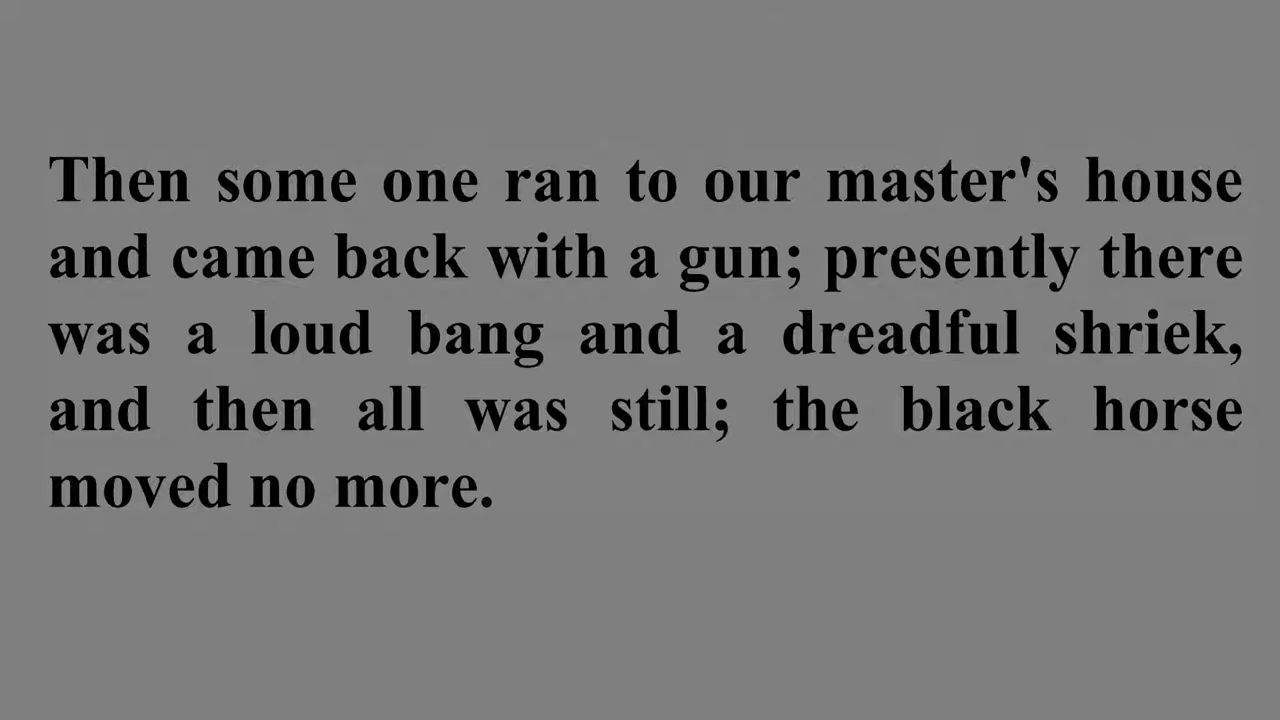 Then some one ran to our master's house
and came back with a gun; presently there
was a loud bang and a dreadful shriek,
and then all was still; the black horse
moved no more.